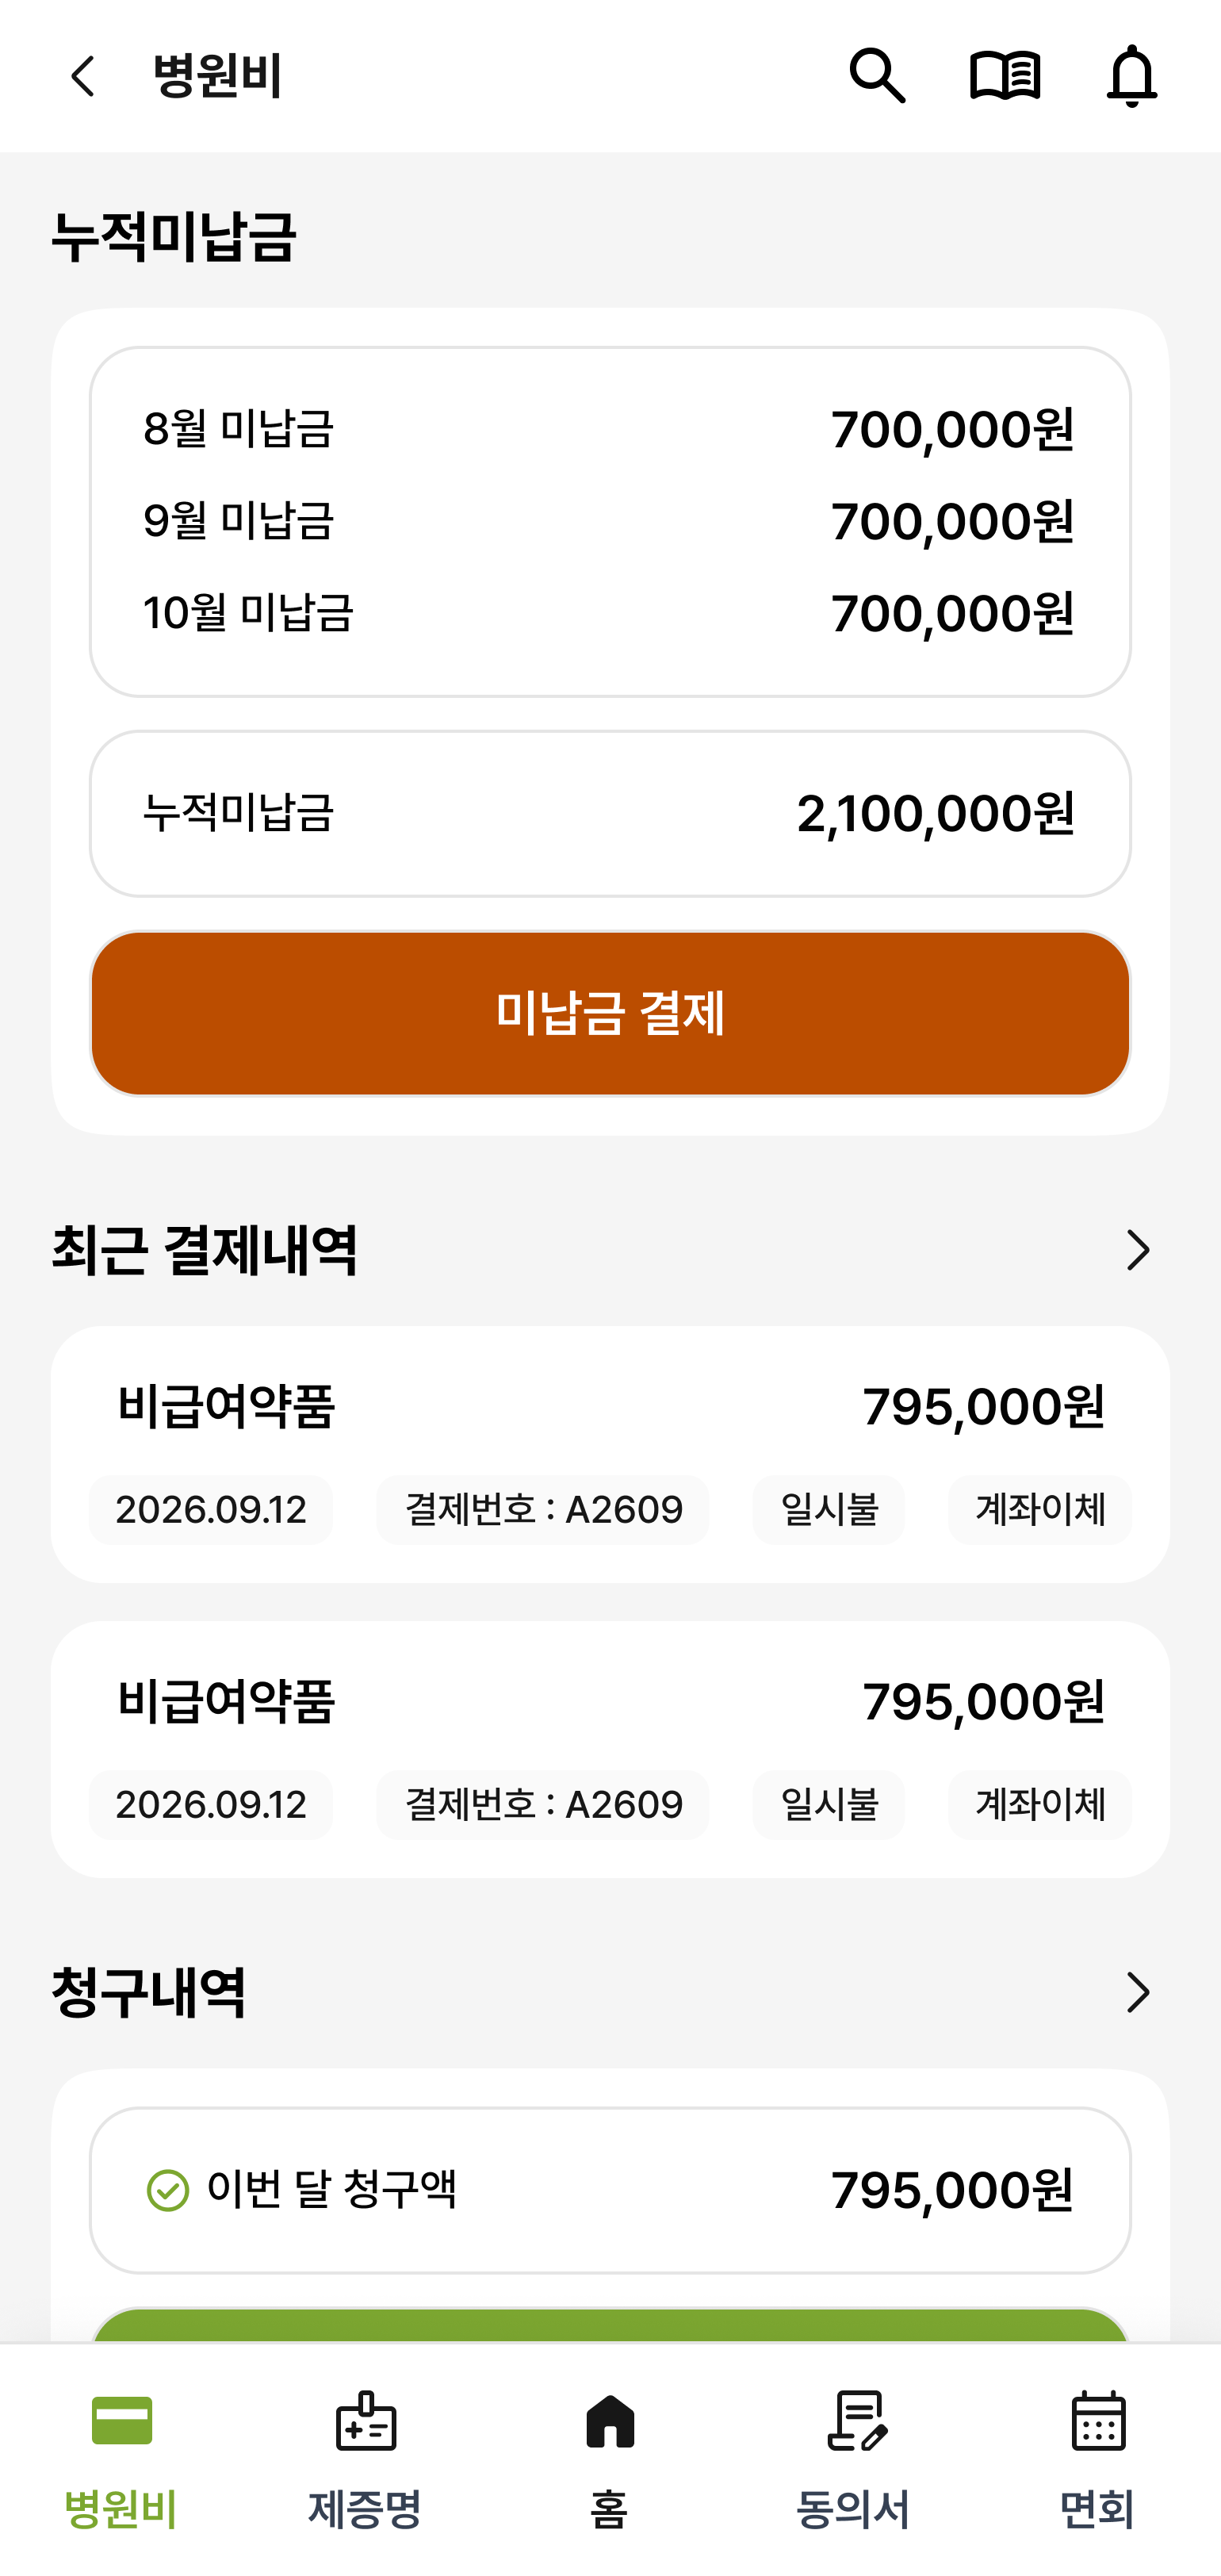 병원비
누적미납금
8월 미납금 700,000원
9월 미납금 700,000원
10월 미납금 700,000원
누적미납금 2,100,000원
미납금 결제
최근 결제내역
비급여약품 795,000원
2026.09.12 결제번호 : A2609 일시불 계좌이체
비급여약품 795,000원
2026.09.12 결제번호 : A2609 일시불 계좌이체
청구내역
이번 달 청구액 795,000원
병원비 제증명 홈 동의서 면회